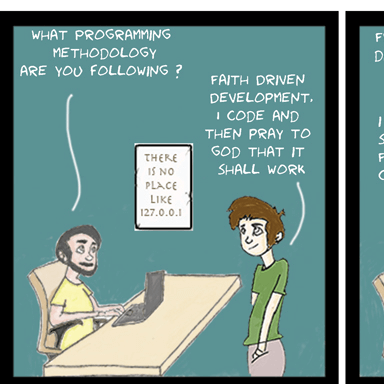 WHAT PROGRAMMING
METHODOLOGY
ARE YOU FOLLOWING ?
FAITH DRIVEN
DEVELOPMENT.
I CODE AND
THEN PRAY TO
GOD THAT IT
SHALL WORK
THERE
IS NO
PLACE
LIKE
127.0.0.1